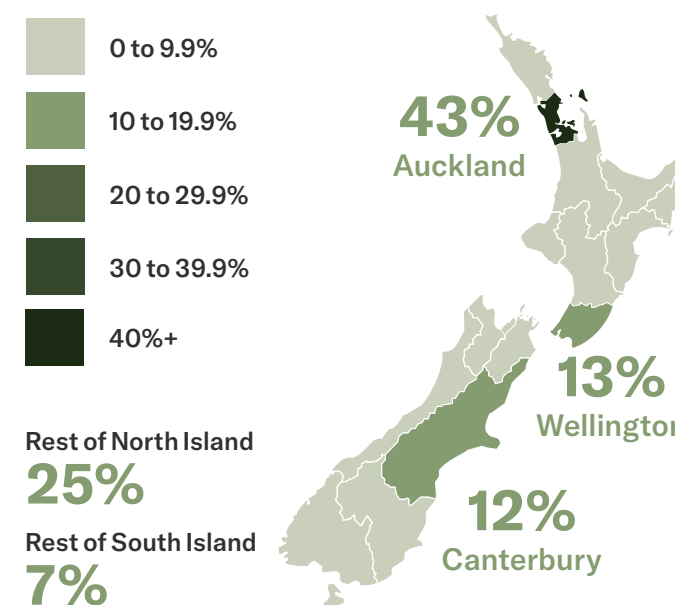 0 to 9.9%
10 to 19.9%
20 to 29.9%
30 to 39.9%
40%+
43%
Auckland
13%
Wellington
12%
Canterbury
Rest of North Island
25%
Rest of South Island
7%